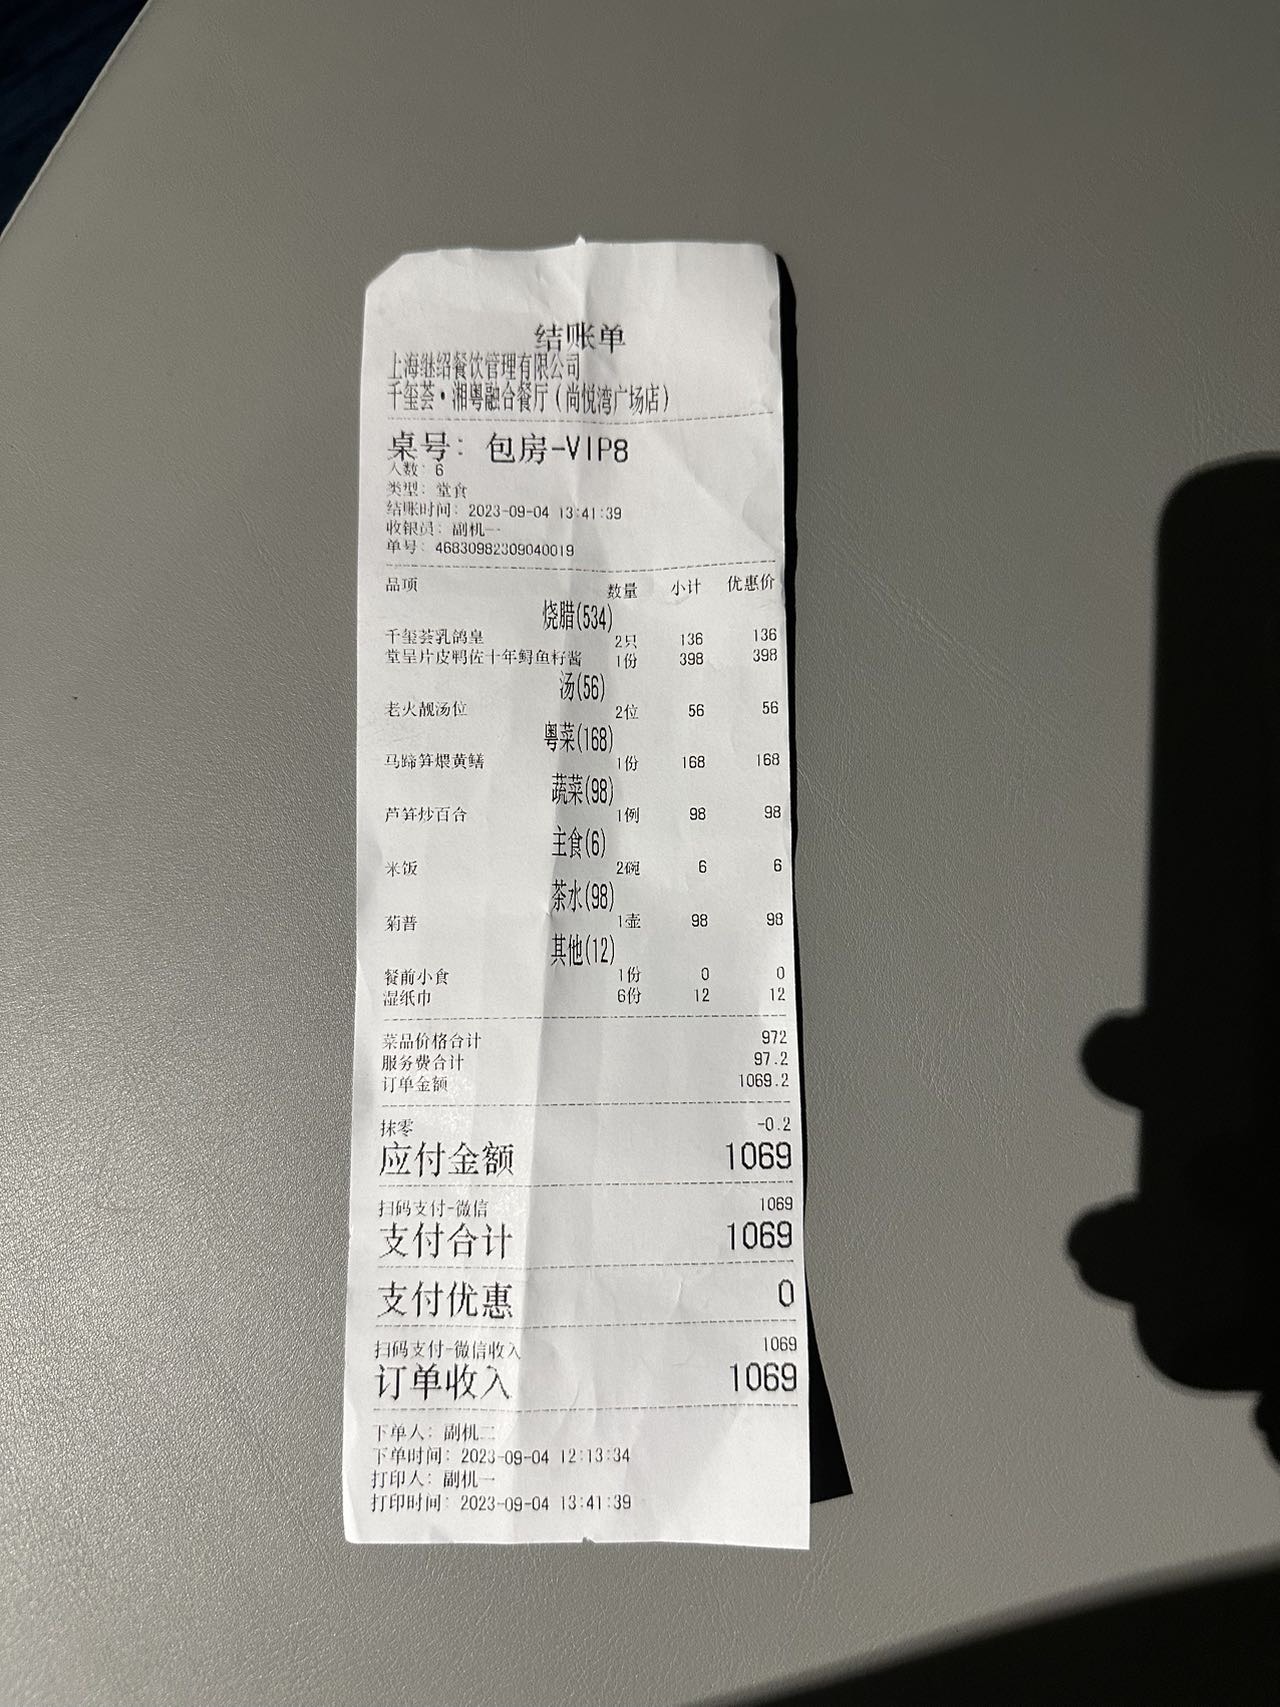 结账单
上海继绍餐饮管理有限公司
千玺荟·湘粤融合餐厅(尚悦湾广场店)
桌号: 包房-VIP8
人数: 6
类型: 堂食
结账时间: 2023-09-04 13:41:39
收银员: 副机一
单号: 46830982309040019
品项 数量 小计 优惠价
烧腊(534)
千玺荟乳鸽皇 2只 136 136
堂呈片皮鸭佐十年鲟鱼籽酱 1份 398 398
汤(56)
老火靓汤位 2位 56 56
粤菜(168)
马蹄笋煨黄鳝 1份 168 168
蔬菜(98)
芦笋炒百合 1例 98 98
主食(6)
米饭 2碗 6 6
茶水(98)
菊普 1壶 98 98
其他(12)
餐前小食 1份 0 0
湿纸巾 6份 12 12
菜品价格合计 972
服务费合计 97.2
订单金额 1069.2
抹零 -0.2
应付金额 1069
扫码支付-微信 1069
支付合计 1069
支付优惠 0
扫码支付-微信收入 1069
订单收入 1069
下单人: 副机二
下单时间: 2023-09-04 12:13:34
打印人: 副机一
打印时间: 2023-09-04 13:41:39